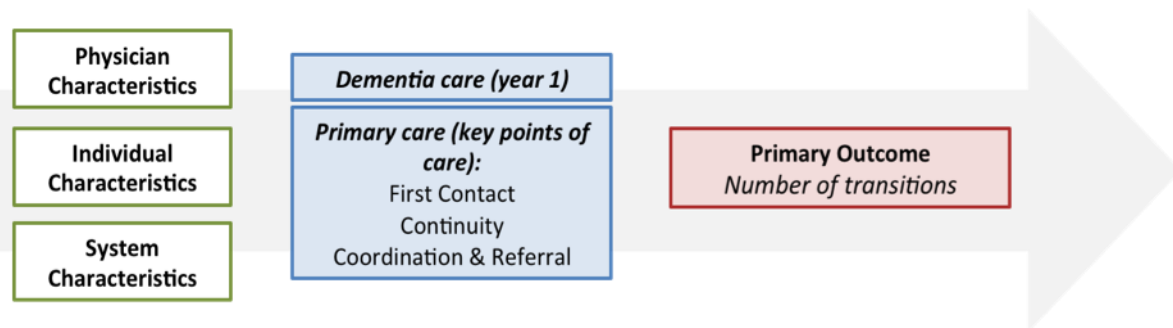 Physician
Characteristics
Individual
Characteristics
System
Characteristics
Dementia care (year 1)
Primary care (key points of
care):
First Contact
Continuity
Coordination & Referral
Primary Outcome
Number of transitions